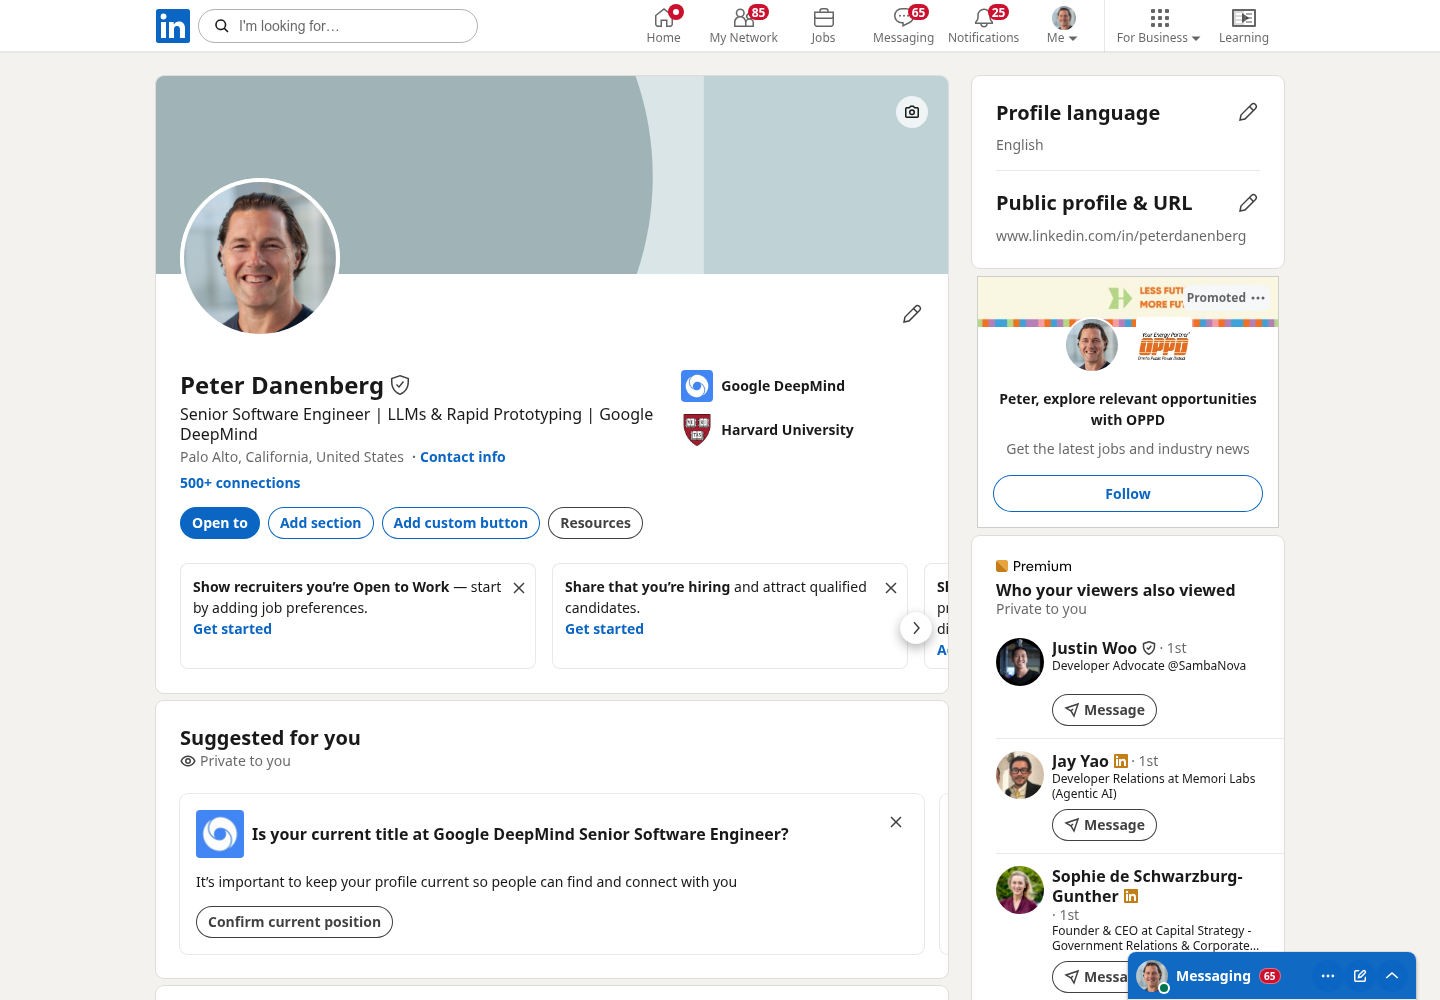 in
I'm looking for…
Home
85
My Network
Jobs
65
Messaging
25
Notifications
Me
For Business
Learning
Peter Danenberg
Senior Software Engineer | LLMs & Rapid Prototyping | Google
DeepMind
Palo Alto, California, United States · Contact info
500+ connections
Google DeepMind
Harvard University
Open to
Add section
Add custom button
Resources
Show recruiters you're Open to Work — start
by adding job preferences.
Get started
Share that you're hiring and attract qualified
candidates.
Get started
Suggested for you
Private to you
Is your current title at Google DeepMind Senior Software Engineer?
It's important to keep your profile current so people can find and connect with you
Confirm current position
Profile language
English
Public profile & URL
www.linkedin.com/in/peterdanenberg
LESS
MORE
Promoted
Your Energy Partner
OPPD
Peter, explore relevant opportunities
with OPPD
Get the latest jobs and industry news
Follow
Premium
Who your viewers also viewed
Private to you
Justin Woo · 1st
Developer Advocate @SambaNova
Message
Jay Yao in · 1st
Developer Relations at Memori Labs
(Agentic AI)
Message
Sophie de Schwarzburg-
Gunther in
· 1st
Founder & CEO at Capital Strategy -
Government Relations & Corporate...
Messaging 65